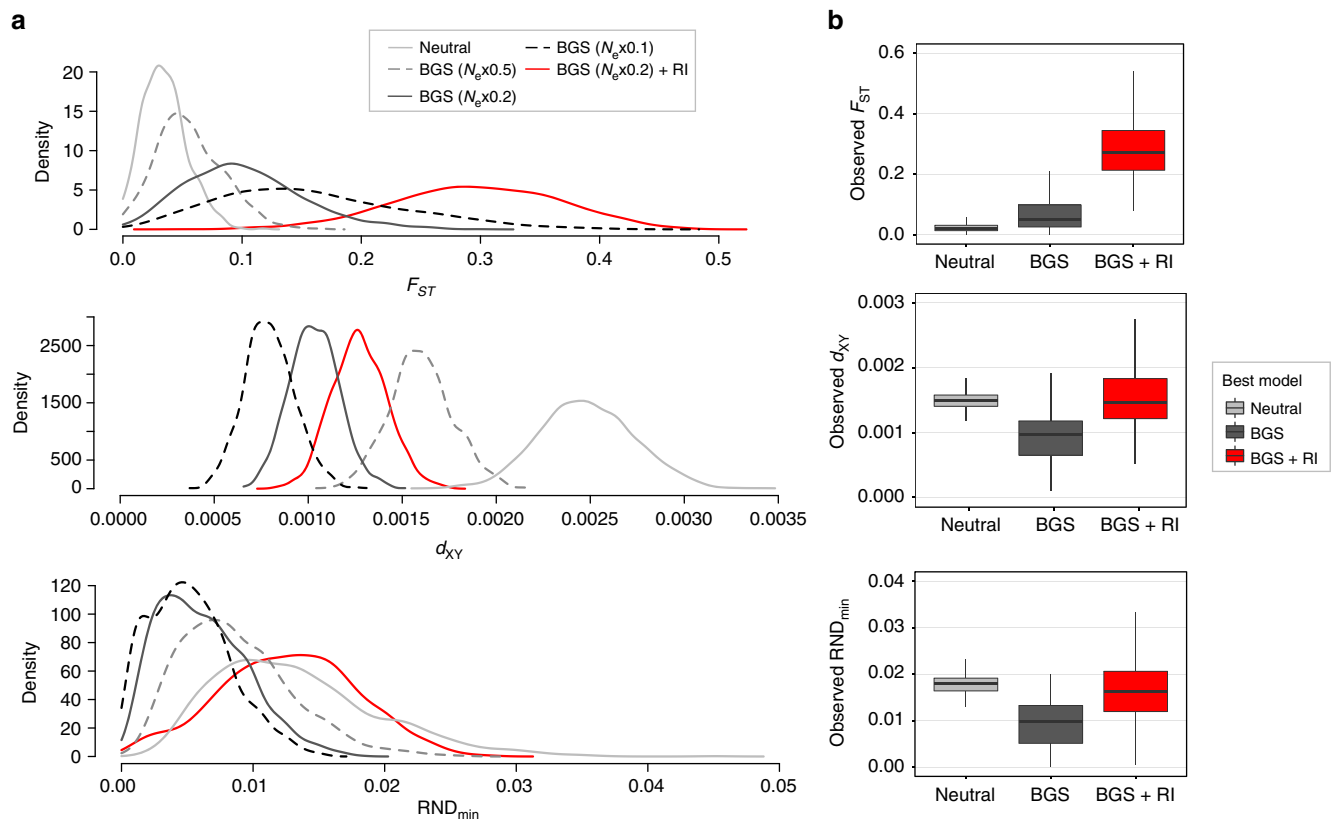 a
Neutral
BGS (Nₑx0.5)
BGS (Nₑx0.2)
BGS (Nₑx0.1)
BGS (Nₑx0.2) + RI
Density
20
15
10
5
0
0.0 0.1 0.2 0.3 0.4 0.5
F_ST
Density
2500
1500
500
0
0.0000 0.0005 0.0010 0.0015 0.0020 0.0025 0.0030 0.0035
d_XY
Density
120
100
80
60
40
20
0
0.00 0.01 0.02 0.03 0.04 0.05
RND_min
b
Observed F_ST
0.6
0.4
0.2
0.0
Neutral BGS BGS + RI
Observed d_XY
0.003
0.002
0.001
0.000
Neutral BGS BGS + RI
Observed RND_min
0.04
0.03
0.02
0.01
0.00
Neutral BGS BGS + RI
Best model
Neutral
BGS
BGS + RI